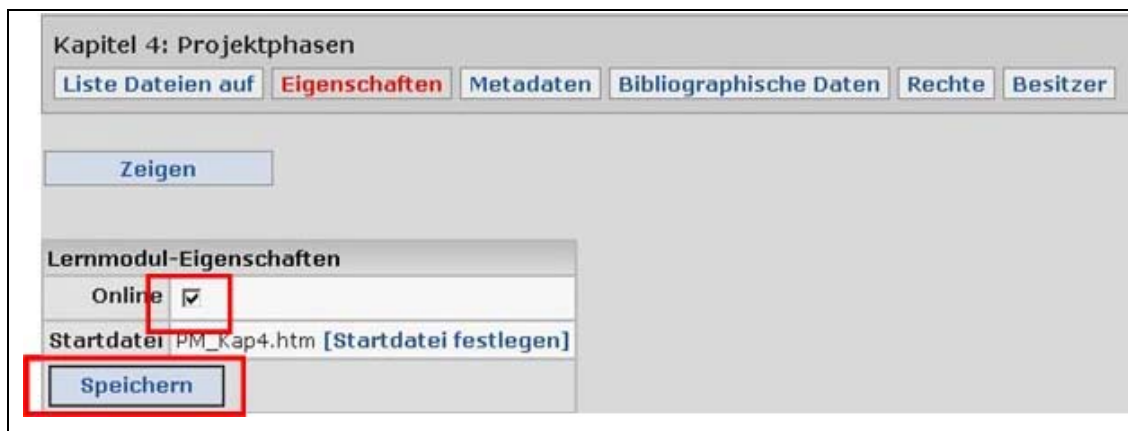 Kapitel 4: Projektphasen
Liste Dateien auf Eigenschaften Metadaten Bibliographische Daten Rechte Besitzer
Zeigen
Lernmodul-Eigenschaften
Online
Startdatei PM_Kap4.htm [Startdatei festlegen]
Speichern